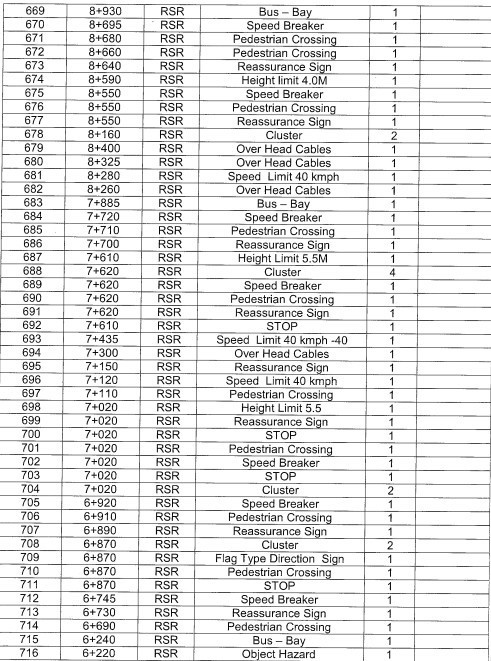 669 8+930 RSR Bus – Bay 1
670 8+695 RSR Speed Breaker 1
671 8+680 RSR Pedestrian Crossing 1
672 8+660 RSR Pedestrian Crossing 1
673 8+640 RSR Reassurance Sign 1
674 8+590 RSR Height limit 4.0M 1
675 8+550 RSR Speed Breaker 1
676 8+550 RSR Pedestrian Crossing 1
677 8+550 RSR Reassurance Sign 1
678 8+160 RSR Cluster 2
679 8+400 RSR Over Head Cables 1
680 8+325 RSR Over Head Cables 1
681 8+280 RSR Speed Limit 40 kmph 1
682 8+260 RSR Over Head Cables 1
683 7+885 RSR Bus – Bay 1
684 7+720 RSR Speed Breaker 1
685 7+710 RSR Pedestrian Crossing 1
686 7+700 RSR Reassurance Sign 1
687 7+610 RSR Height Limit 5.5M 1
688 7+620 RSR Cluster 4
689 7+620 RSR Speed Breaker 1
690 7+620 RSR Pedestrian Crossing 1
691 7+620 RSR Reassurance Sign 1
692 7+610 RSR STOP 1
693 7+435 RSR Speed Limit 40 kmph -40 1
694 7+300 RSR Over Head Cables 1
695 7+150 RSR Reassurance Sign 1
696 7+120 RSR Speed Limit 40 kmph 1
697 7+110 RSR Pedestrian Crossing 1
698 7+020 RSR Height Limit 5.5 1
699 7+020 RSR Reassurance Sign 1
700 7+020 RSR STOP 1
701 7+020 RSR Pedestrian Crossing 1
702 7+020 RSR Speed Breaker 1
703 7+020 RSR STOP 1
704 7+020 RSR Cluster 2
705 6+920 RSR Speed Breaker 1
706 6+910 RSR Pedestrian Crossing 1
707 6+890 RSR Reassurance Sign 1
708 6+870 RSR Cluster 2
709 6+870 RSR Flag Type Direction Sign 1
710 6+870 RSR Pedestrian Crossing 1
711 6+870 RSR STOP 1
712 6+745 RSR Speed Breaker 1
713 6+730 RSR Reassurance Sign 1
714 6+690 RSR Pedestrian Crossing 1
715 6+240 RSR Bus – Bay 1
716 6+220 RSR Object Hazard 1